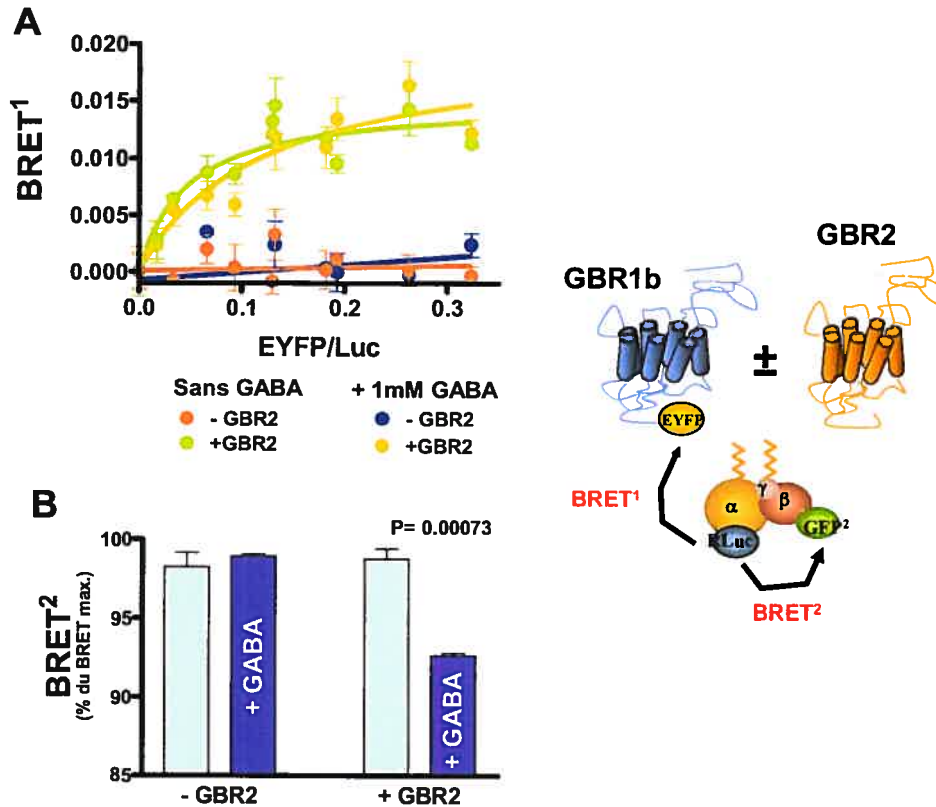 A
BRET¹
0.020
0.015
0.010
0.005
0.000
0.0 0.1 0.2 0.3
EYFP/Luc
Sans GABA + 1mM GABA
- GBR2 - GBR2
+GBR2 +GBR2
GBR1b
GBR2
±
EYFP
BRET¹
α
γ
β
RLuc
GFP²
BRET²
B
P= 0.00073
BRET²
(% du BRET max.)
100
95
90
85
+ GABA
+ GABA
- GBR2 + GBR2